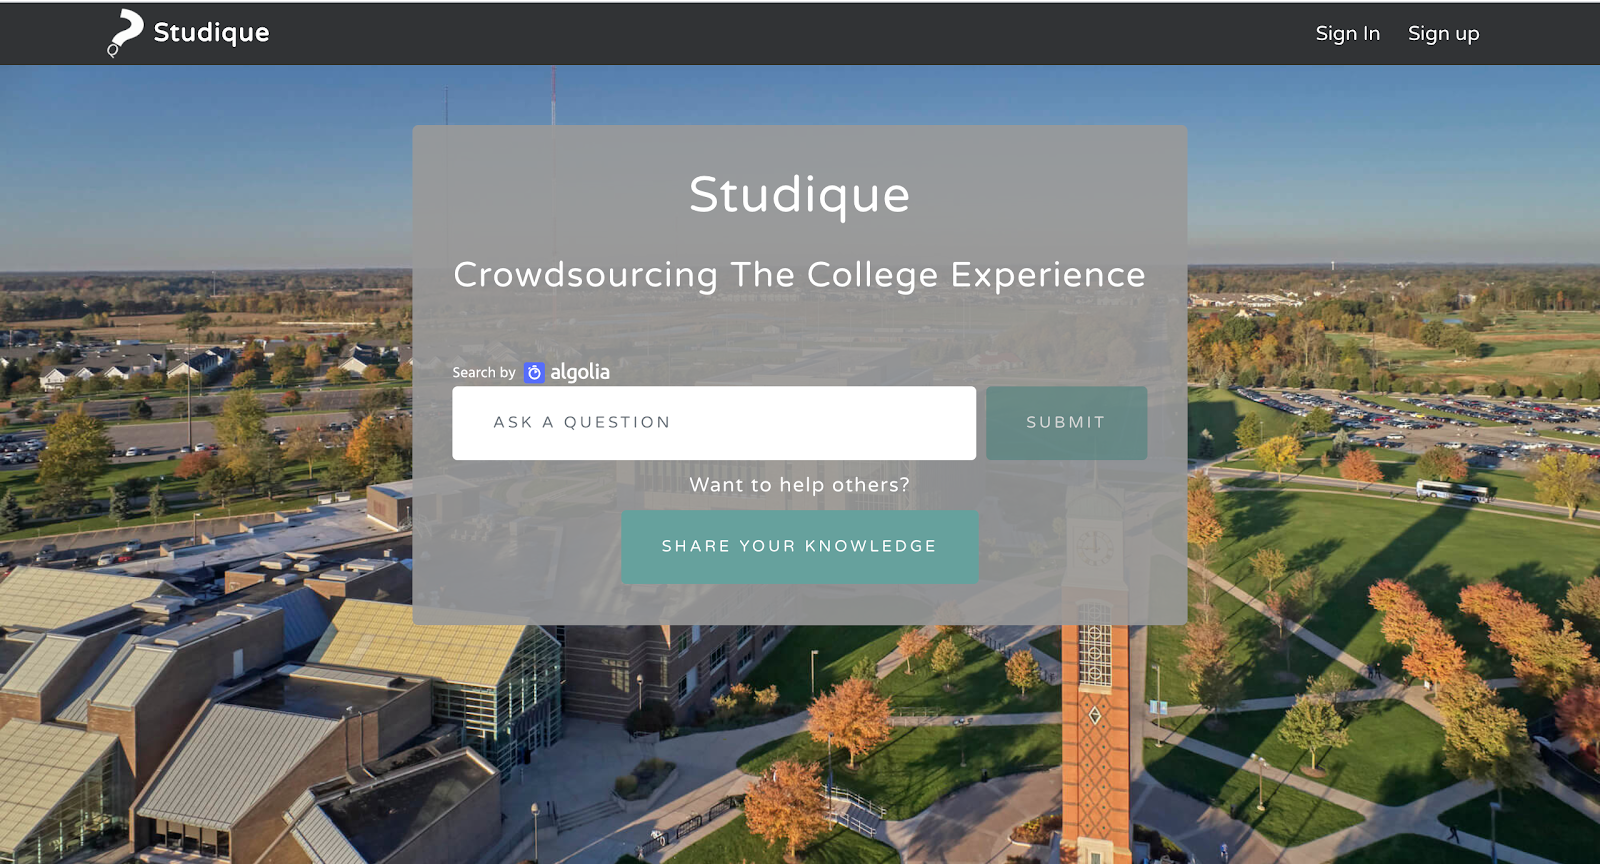 Studique
Sign In
Sign up
Studique
Crowdsourcing The College Experience
Search by algolia
ASK A QUESTION
SUBMIT
Want to help others?
SHARE YOUR KNOWLEDGE